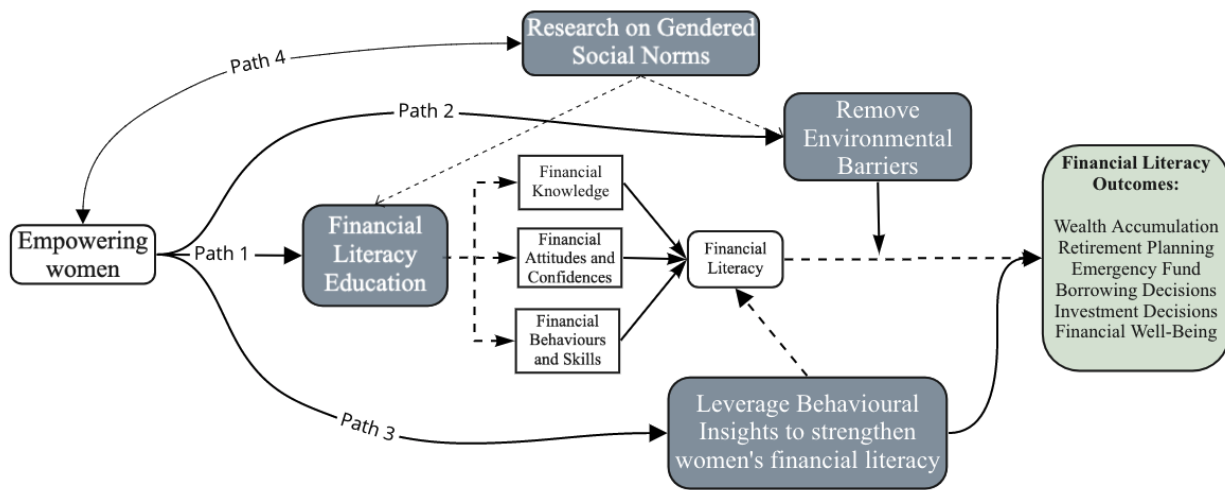 Research on Gendered
Social Norms
Path 4
Path 2
Remove
Environmental
Barriers
Financial
Knowledge
Financial Literacy
Outcomes:
Wealth Accumulation
Retirement Planning
Emergency Fund
Borrowing Decisions
Investment Decisions
Financial Well-Being
Empowering
women
Path 1
Financial
Literacy
Education
Financial
Attitudes and
Confidences
Financial
Literacy
Financial
Behaviours
and Skills
Path 3
Leverage Behavioural
Insights to strengthen
women's financial literacy